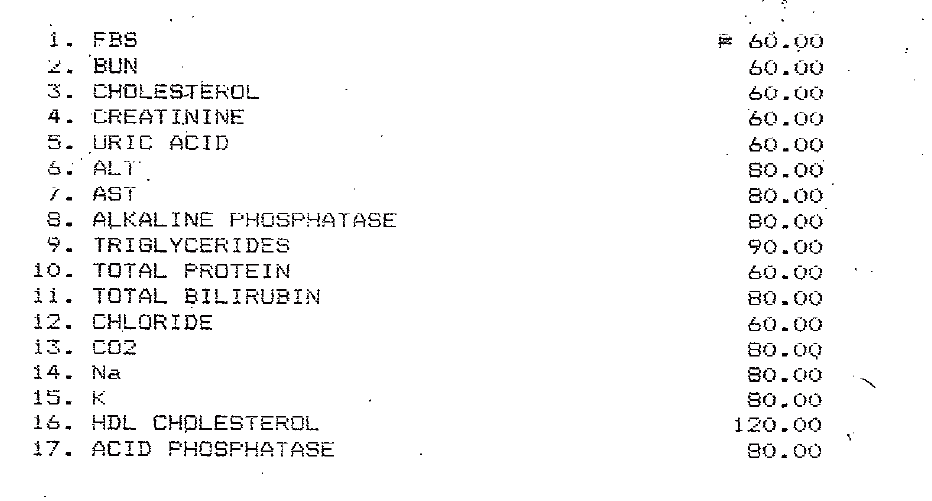 1. FBS ₱ 60.00
2. BUN 60.00
3. CHOLESTEROL 60.00
4. CREATININE 60.00
5. URIC ACID 60.00
6. ALT 80.00
7. AST 80.00
8. ALKALINE PHOSPHATASE 80.00
9. TRIGLYCERIDES 90.00
10. TOTAL PROTEIN 60.00
11. TOTAL BILIRUBIN 80.00
12. CHLORIDE 60.00
13. CO2 80.00
14. Na 80.00
15. K 80.00
16. HDL CHOLESTEROL 120.00
17. ACID PHOSPHATASE 80.00